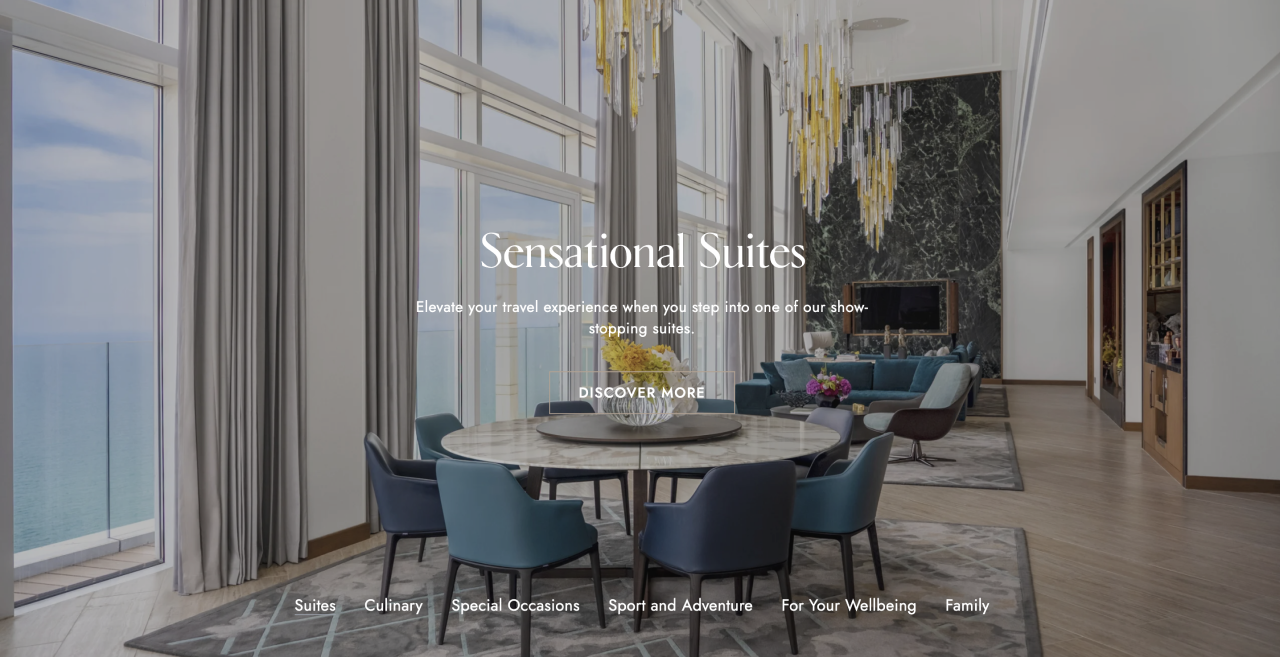 Sensational Suites
Elevate your travel experience when you step into one of our show-
stopping suites.
DISCOVER MORE
Suites Culinary Special Occasions Sport and Adventure For Your Wellbeing Family